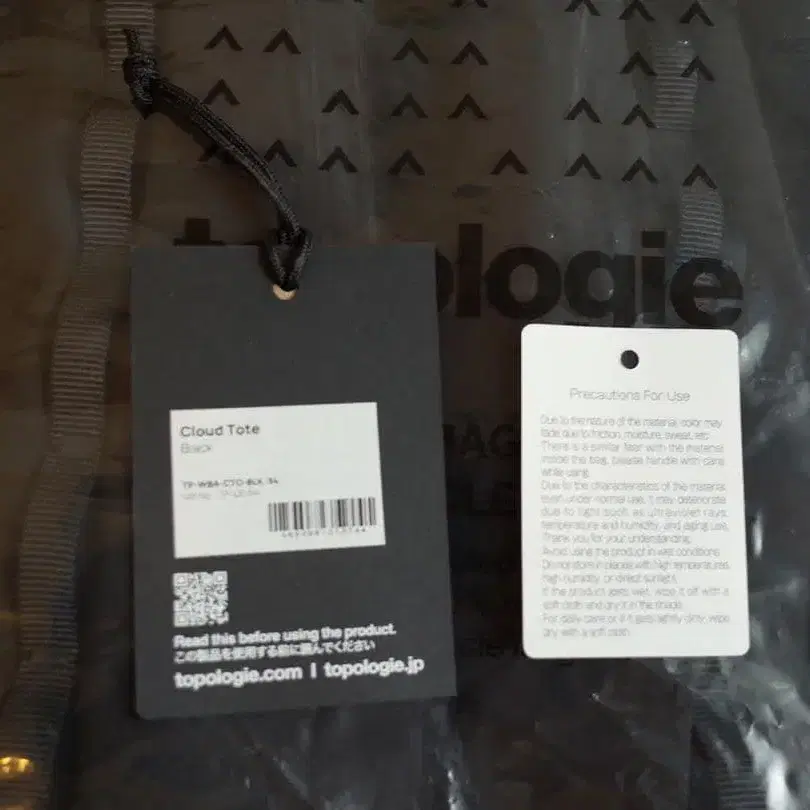 topologie
Cloud Tote
Black
Read this before using the product.
この製品を使用する前に読んでください
topologie.com | topologie.jp
Precautions For Use
Due to the nature of the material, color may
fade due to friction, moisture, sweat, etc.
There is a similar fear with the material
inside the bag, please handle with care
while using.
Due to the characteristics of the material,
even under normal use, it may deteriorate
due to light such as ultraviolet rays,
temperature and humidity, and aging use.
Thank you for your understanding.
Avoid using the product in wet conditions.
Do not store in places with high temperatures,
high humidity, or direct sunlight.
If the product gets wet, wipe it off with a
soft cloth and dry it in the shade.
For daily care or if it gets lightly dirty, wipe
dry with a soft cloth.